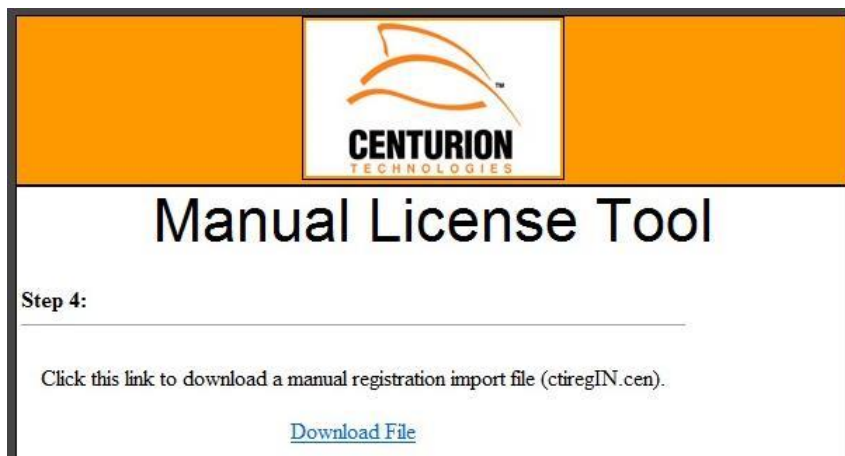 ™
CENTURION
TECHNOLOGIES
Manual License Tool
Step 4:
Click this link to download a manual registration import file (ctiregIN.cen).
Download File